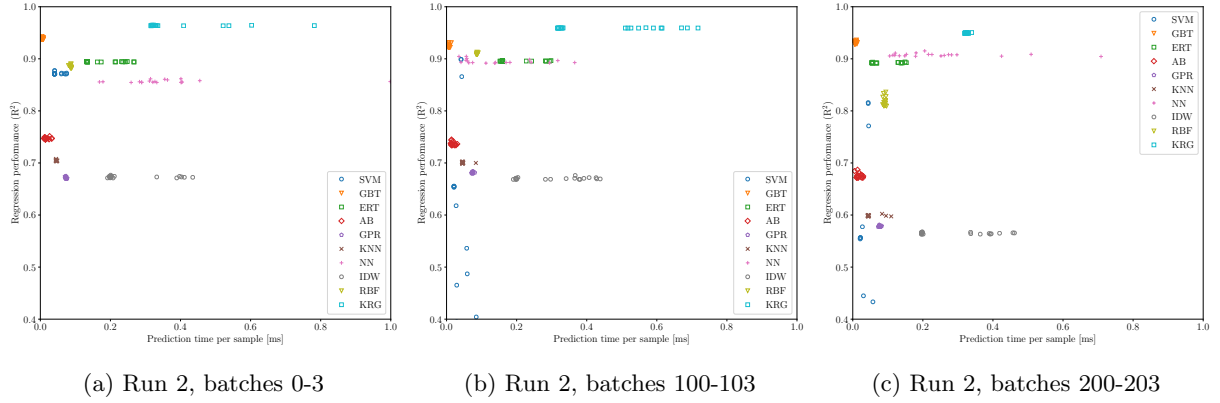 1.0
0.9
0.8
0.7
0.6
0.5
0.4
0.0
0.2
0.4
0.6
0.8
1.0
Regression performance (R²)
Prediction time per sample [ms]
SVM
GBT
ERT
AB
GPR
KNN
NN
IDW
RBF
KRG
(a) Run 2, batches 0-3
1.0
0.9
0.8
0.7
0.6
0.5
0.4
0.0
0.2
0.4
0.6
0.8
1.0
Regression performance (R²)
Prediction time per sample [ms]
SVM
GBT
ERT
AB
GPR
KNN
NN
IDW
RBF
KRG
(b) Run 2, batches 100-103
1.0
0.9
0.8
0.7
0.6
0.5
0.4
0.0
0.2
0.4
0.6
0.8
1.0
Regression performance (R²)
Prediction time per sample [ms]
SVM
GBT
ERT
AB
GPR
KNN
NN
IDW
RBF
KRG
(c) Run 2, batches 200-203